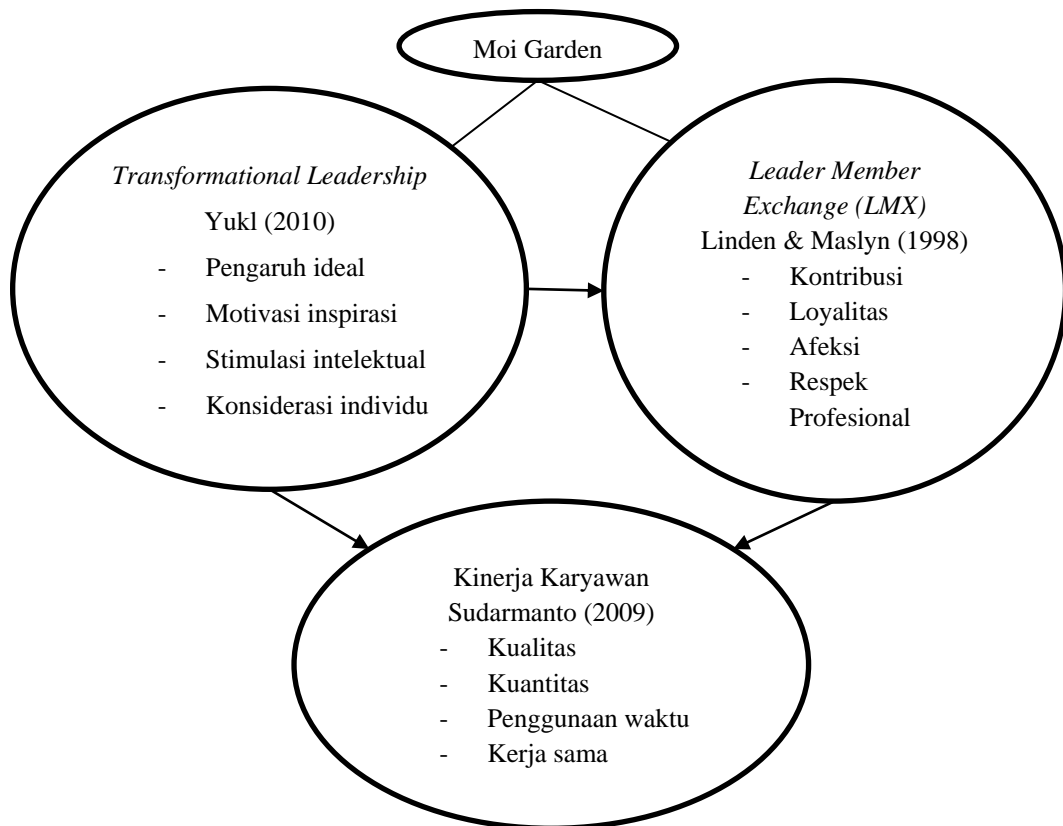 Moi Garden
Transformational Leadership
Yukl (2010)
- Pengaruh ideal
- Motivasi inspirasi
- Stimulasi intelektual
- Konsiderasi individu
Leader Member
Exchange (LMX)
Linden & Maslyn (1998)
- Kontribusi
- Loyalitas
- Afeksi
- Respek
Profesional
Kinerja Karyawan
Sudarmanto (2009)
- Kualitas
- Kuantitas
- Penggunaan waktu
- Kerja sama